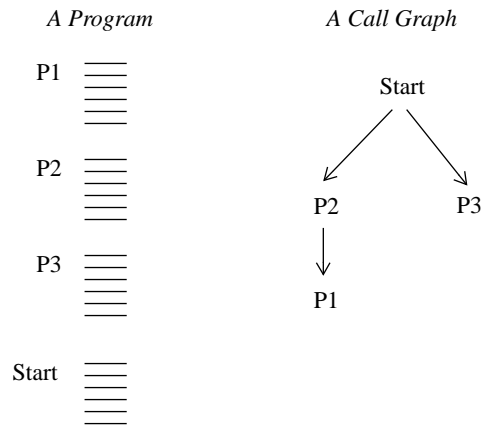 A Program
P1
P2
P3
Start
A Call Graph
Start
P2
P3
P1